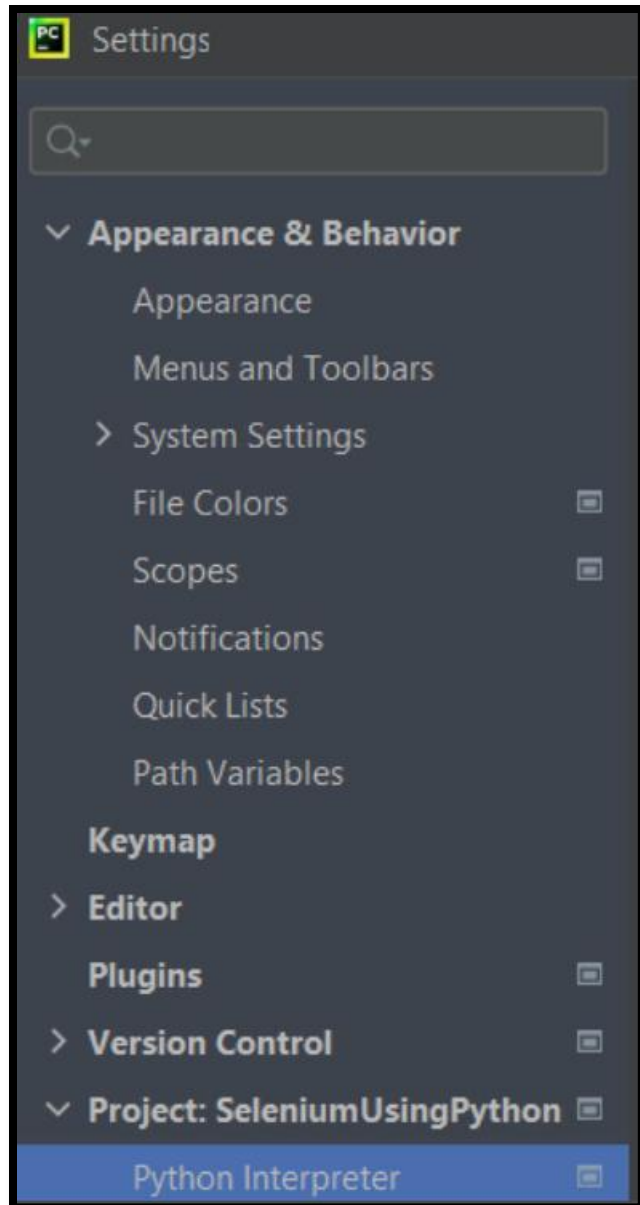 PC
Settings
Appearance & Behavior
Appearance
Menus and Toolbars
System Settings
File Colors
Scopes
Notifications
Quick Lists
Path Variables
Keymap
Editor
Plugins
Version Control
Project: SeleniumUsingPython
Python Interpreter